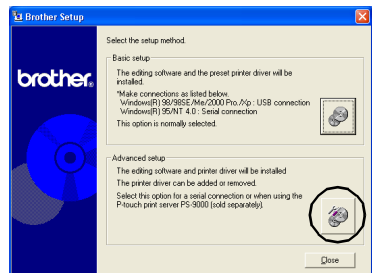 Brother Setup
Select the setup method.
brother®
Basic setup
The editing software and the preset printer driver will be
installed.
*Make connections as listed below.
Windows(R) 98/98SE/Me/2000 Pro./Xp : USB connection
Windows(R) 95/NT 4.0 : Serial connection
This option is normally selected.
Advanced setup
The editing software and printer driver will be installed
The printer driver can be added or removed.
Select this option for a serial connection or when using the
P-touch print server PS-9000 (sold separately).
Close